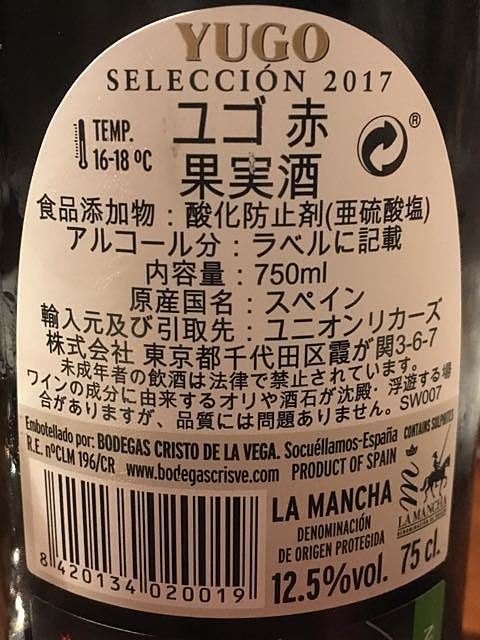 YUGO
SELECCIÓN 2017
TEMP.
16-18 ºC
ユゴ 赤
®
果実酒
食品添加物：酸化防止剤(亜硫酸塩)
アルコール分：ラベルに記載
内容量：750ml
原産国名：スペイン
輸入元及び引取先：ユニオンリカーズ
株式会社 東京都千代田区霞が関3-6-7
未成年者の飲酒は法律で禁止されています。
ワインの成分に由来するオリや酒石が沈殿・浮遊する場
合がありますが、品質には問題ありません。SW007
Embotellado por: BODEGAS CRISTO DE LA VEGA. Socuéllamos-España
CONTAINS SULPHITES
R.E. nºCLM 196/CR www.bodegascrisve.com PRODUCT OF SPAIN
LA MANCHA
DENOMINACIÓN
DE ORIGEN PROTEGIDA
LA MANCHA
12.5%vol. 75 cl.
8 420134 020019